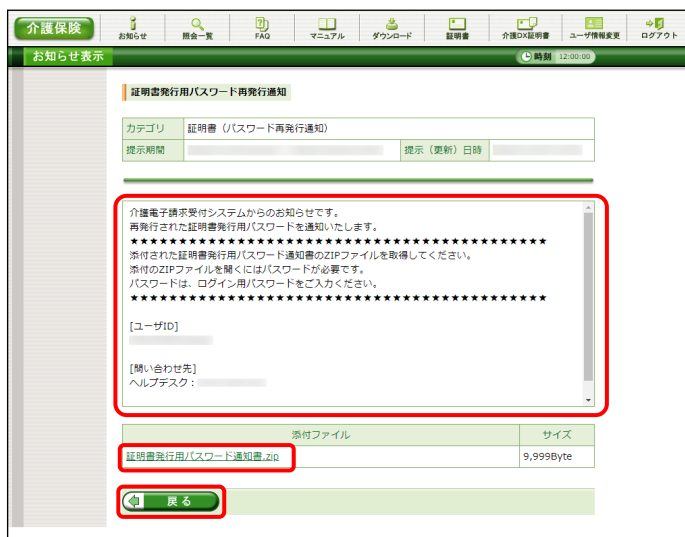 介護保険
お知らせ
照会一覧
FAQ
マニュアル
ダウンロード
証明書
介護DX証明書
ユーザ情報変更
ログアウト
お知らせ表示
時刻 12:00:00
証明書発行用パスワード再発行通知
カテゴリ 証明書（パスワード再発行通知）
提示期間 提示（更新）日時
介護電子請求受付システムからのお知らせです。
再発行された証明書発行用パスワードを通知いたします。
★★★★★★★★★★★★★★★★★★★★★★★★★★★★★★★★★★★★★★★★★★
添付された証明書発行用パスワード通知書のZIPファイルを取得してください。
添付のZIPファイルを開くにはパスワードが必要です。
パスワードは、ログイン用パスワードをご入力ください。
★★★★★★★★★★★★★★★★★★★★★★★★★★★★★★★★★★★★★★★★★★
[ユーザID]
[問い合わせ先]
ヘルプデスク：
添付ファイル サイズ
証明書発行用パスワード通知書.zip 9,999Byte
戻る